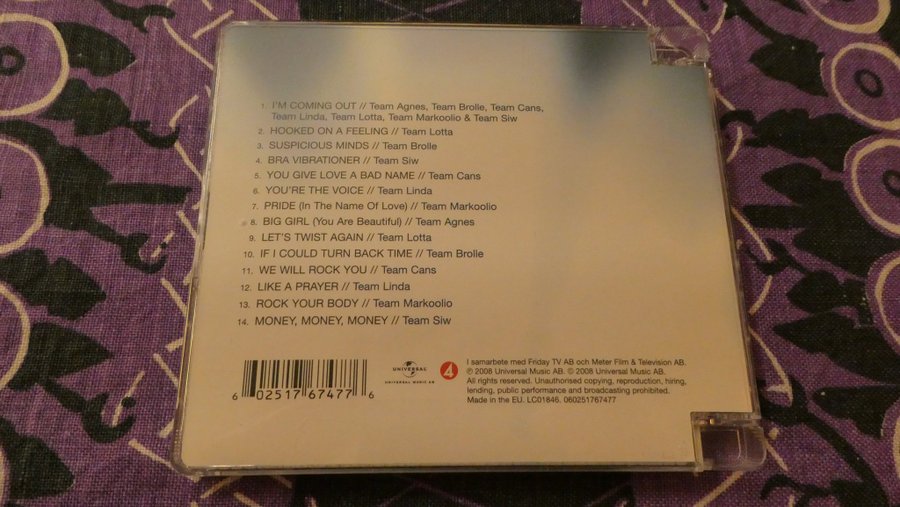 1. I'M COMING OUT // Team Agnes, Team Brolle, Team Cans,
Team Linda, Team Lotta, Team Markoolio & Team Siw
2. HOOKED ON A FEELING // Team Lotta
3. SUSPICIOUS MINDS // Team Brolle
4. BRA VIBRATIONER // Team Siw
5. YOU GIVE LOVE A BAD NAME // Team Cans
6. YOU'RE THE VOICE // Team Linda
7. PRIDE (In The Name Of Love) // Team Markoolio
8. BIG GIRL (You Are Beautiful) // Team Agnes
9. LET'S TWIST AGAIN // Team Lotta
10. IF I COULD TURN BACK TIME // Team Brolle
11. WE WILL ROCK YOU // Team Cans
12. LIKE A PRAYER // Team Linda
13. ROCK YOUR BODY // Team Markoolio
14. MONEY, MONEY, MONEY // Team Siw
6 02517 67477 6
UNIVERSAL
UNIVERSAL MUSIC AB
4
I samarbete med Friday TV AB och Meter Film & Television AB.
℗ 2008 Universal Music AB. © 2008 Universal Music AB.
All rights reserved. Unauthorised copying, reproduction, hiring,
lending, public performance and broadcasting prohibited.
Made in the EU. LC01846. 060251767477